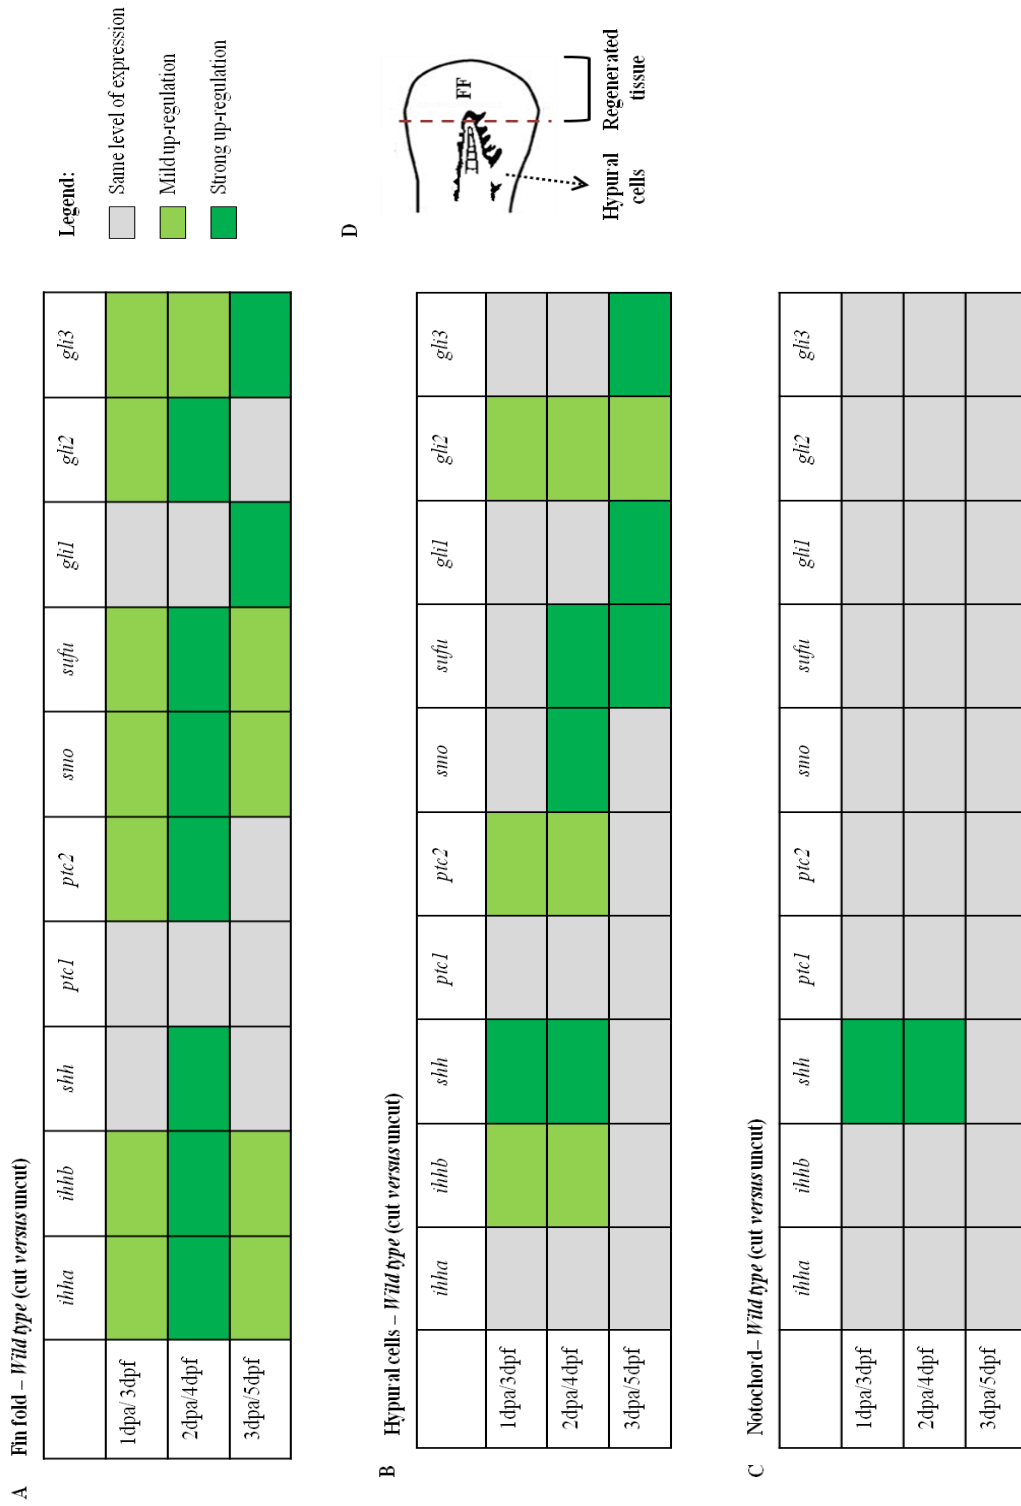 A Fin fold – Wild type (cut versus uncut)
ihha ihhb shh ptc1 ptc2 smo sufu gli1 gli2 gli3
1dpa/ 3dpf
2dpa/4dpf
3dpa/5dpf
Legend:
Same level of expression
Mild up-regulation
Strong up-regulation
B Hypural cells – Wild type (cut versus uncut)
ihha ihhb shh ptc1 ptc2 smo sufu gli1 gli2 gli3
1dpa/3dpf
2dpa/4dpf
3dpa/5dpf
D
FF
Hypural
cells
Regenerated
tissue
C Notochord– Wild type (cut versus uncut)
ihha ihhb shh ptc1 ptc2 smo sufu gli1 gli2 gli3
1dpa/3dpf
2dpa/4dpf
3dpa/5dpf